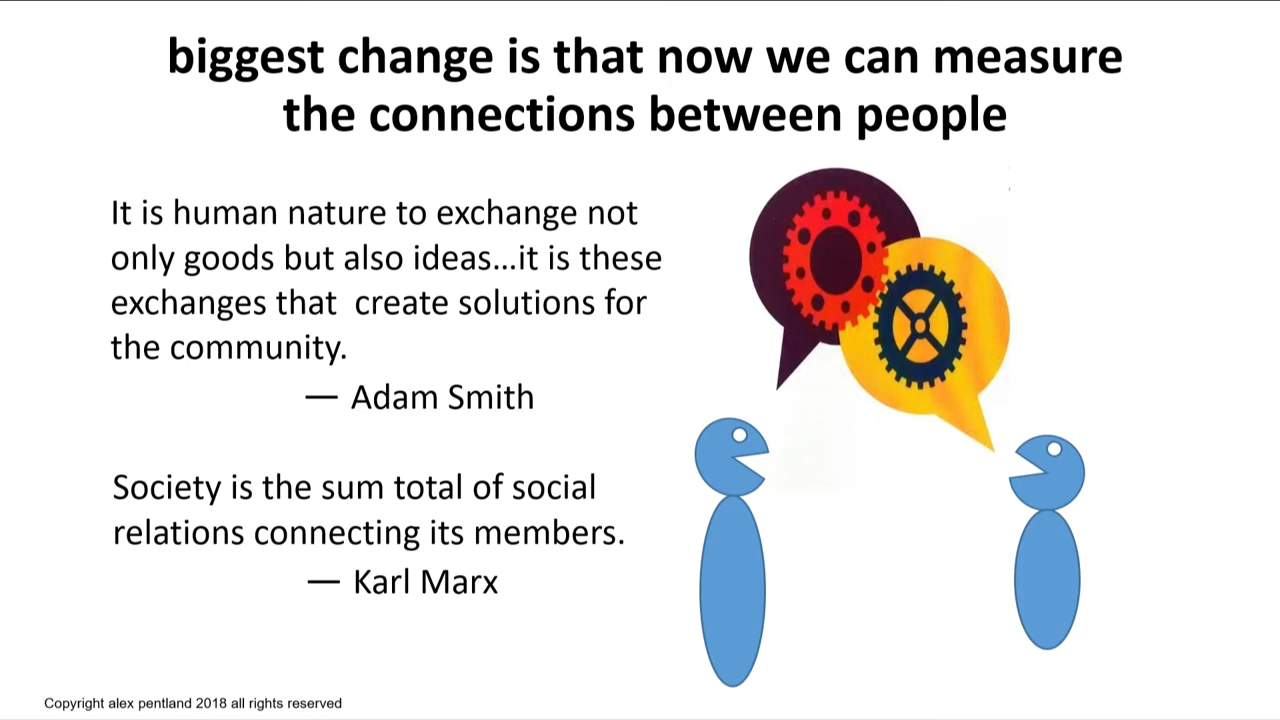 biggest change is that now we can measure
the connections between people
It is human nature to exchange not
only goods but also ideas...it is these
exchanges that  create solutions for
the community.
— Adam Smith
Society is the sum total of social
relations connecting its members.
— Karl Marx
Copyright alex pentland 2018 all rights reserved